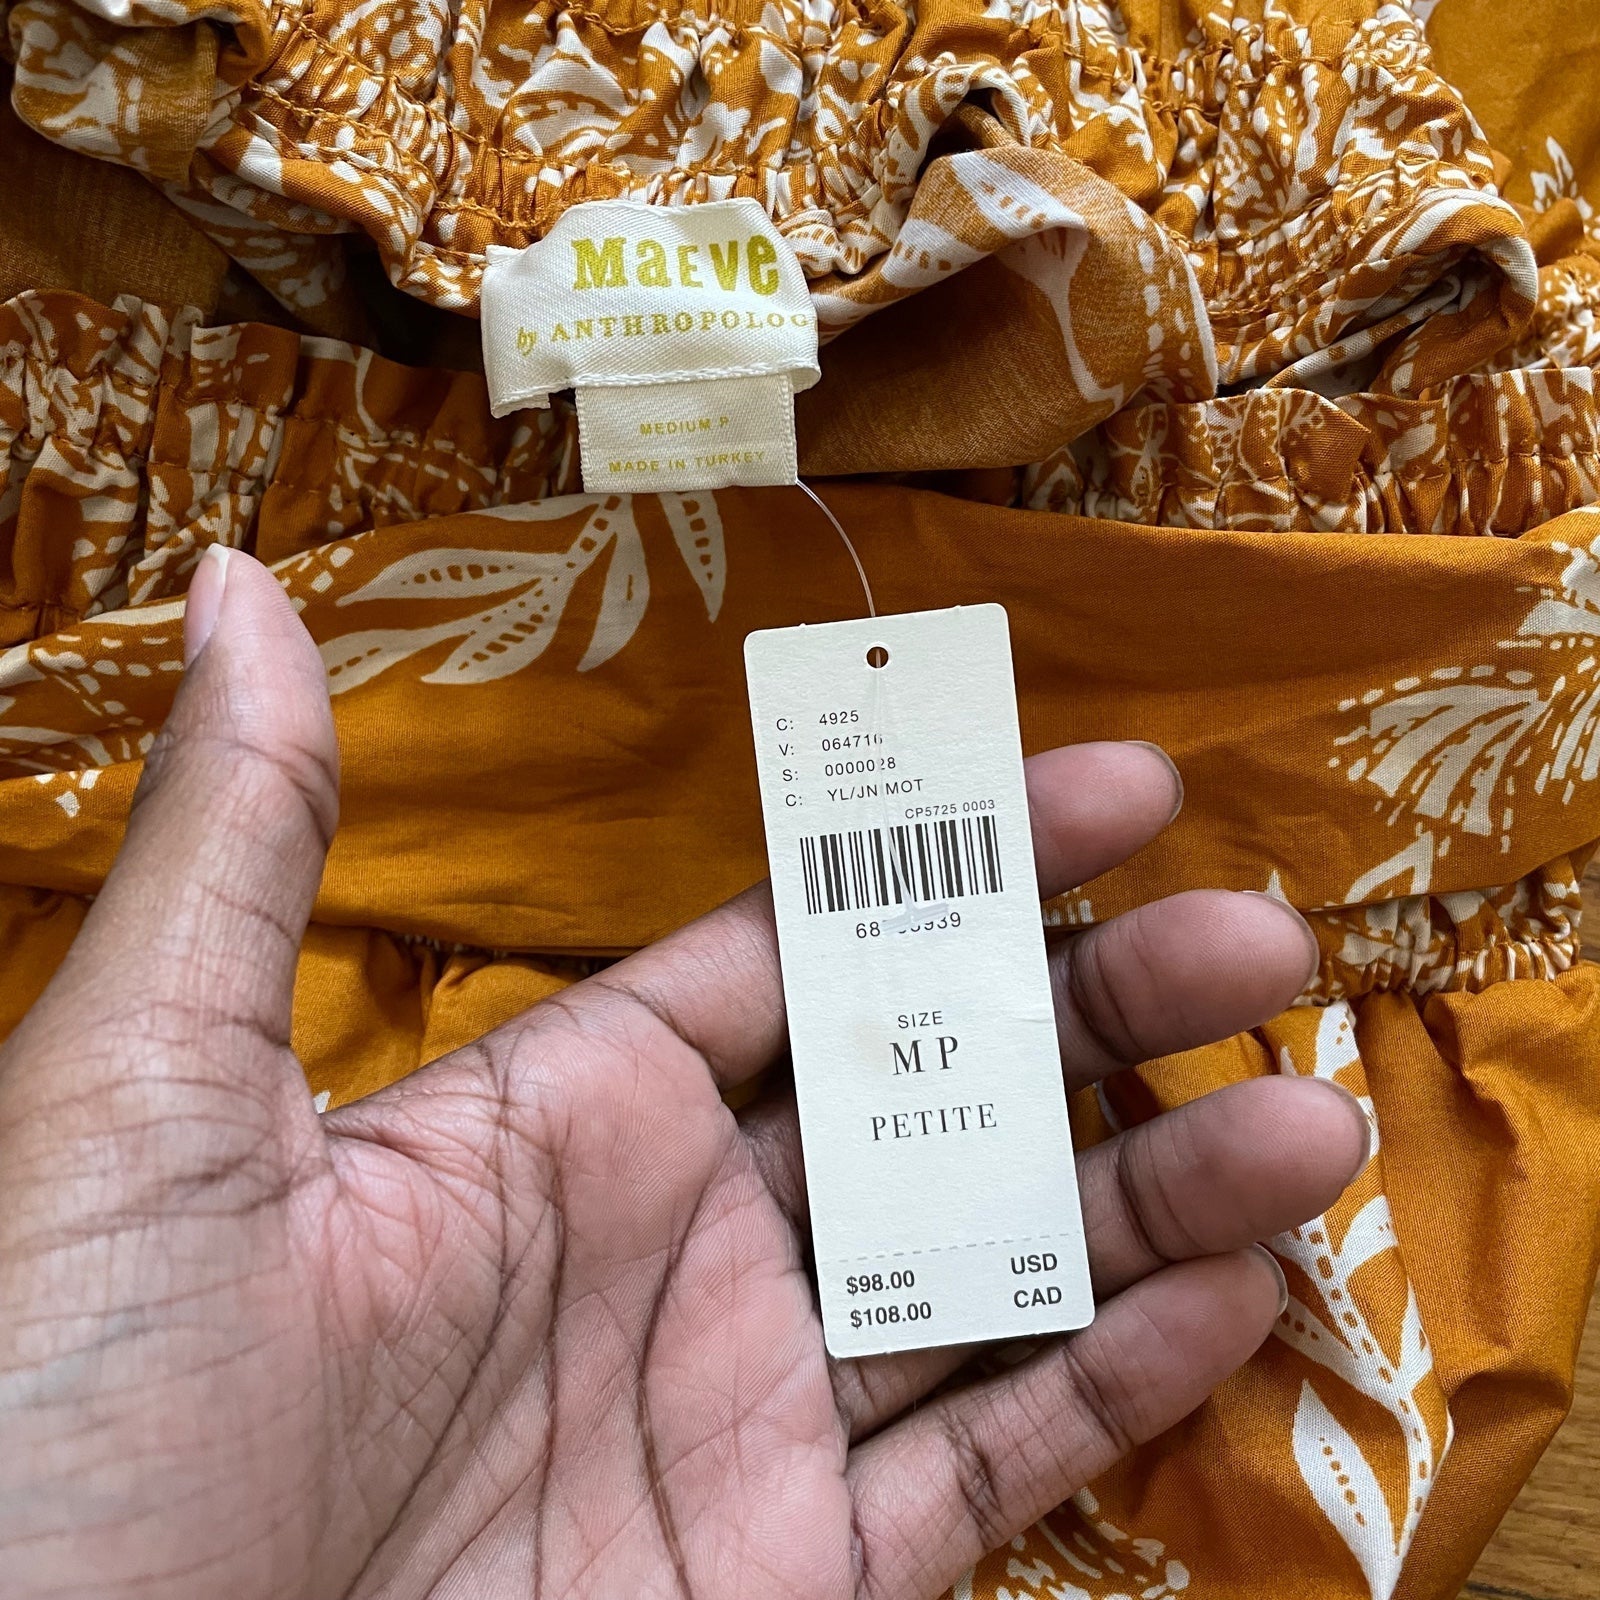 MaEve
by ANTHROPOLOG
MEDIUM P
MADE IN TURKEY
C: 4925
V: 064716
S: 0000028
C: YL/JN MOT
CP5725 0003
SIZE
M P
PETITE
$98.00 USD
$108.00 CAD